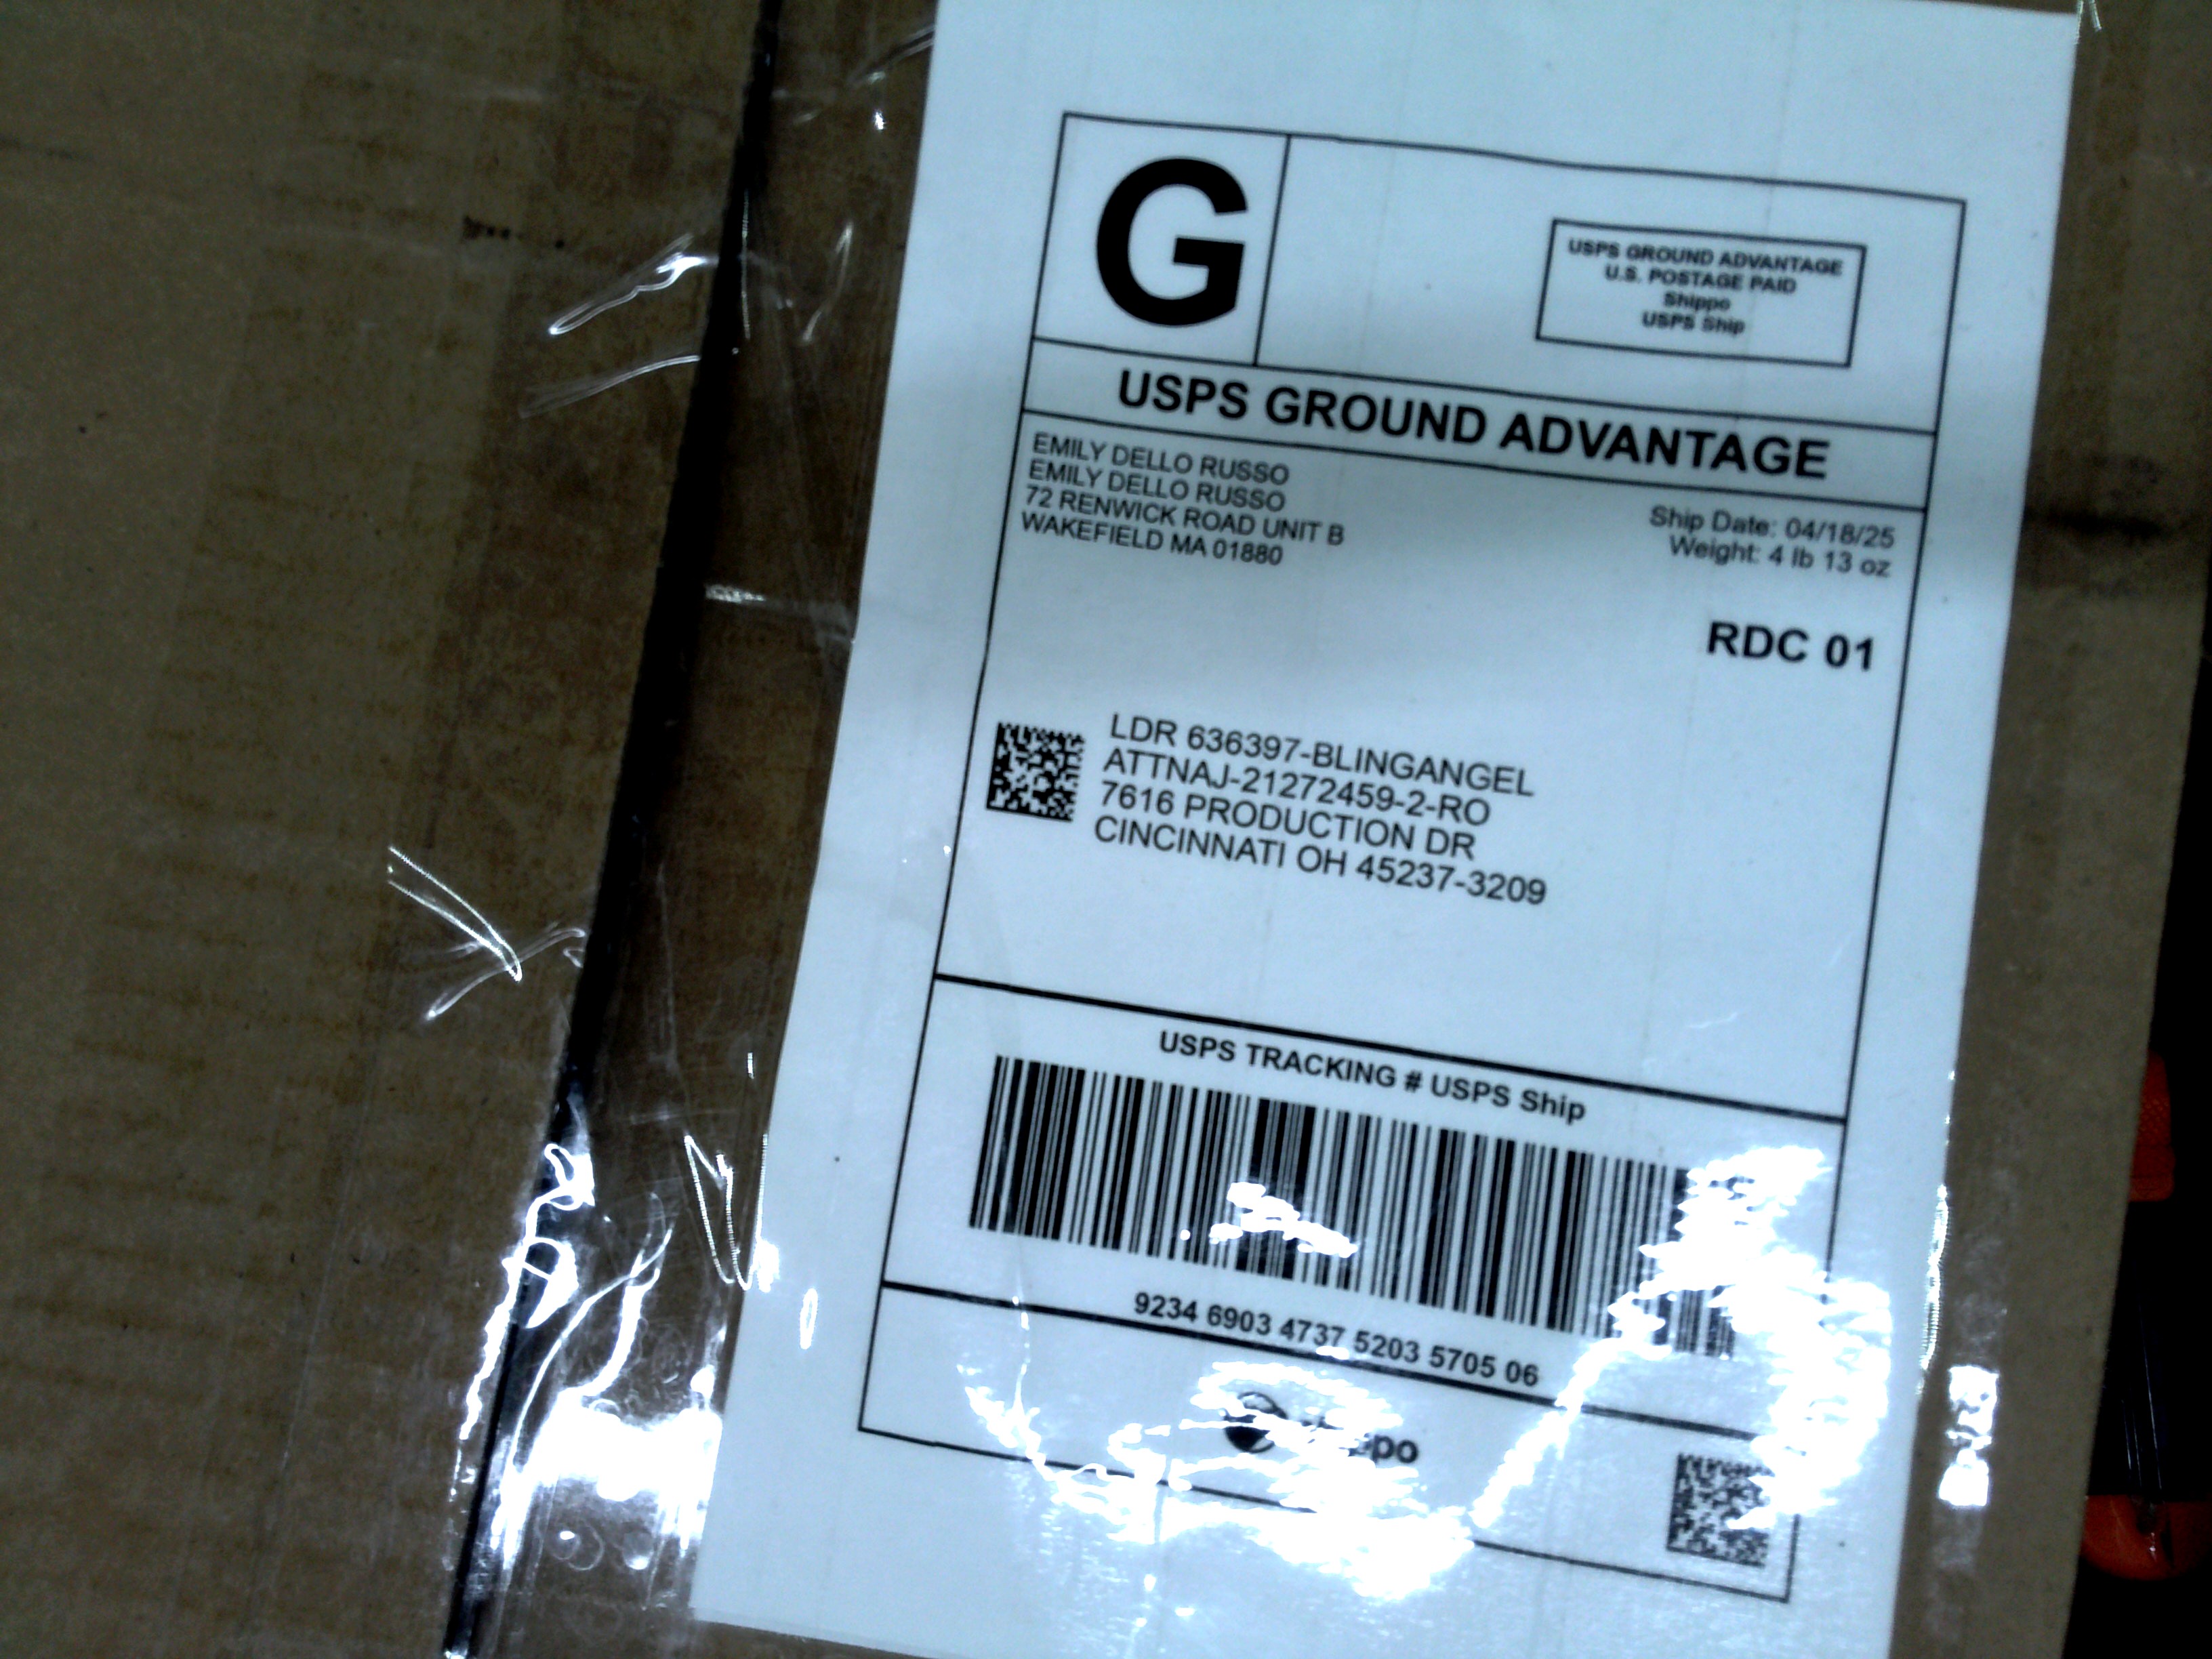 G
USPS GROUND ADVANTAGE
U.S. POSTAGE PAID
Shippo
USPS Ship
USPS GROUND ADVANTAGE
EMILY DELLO RUSSO
EMILY DELLO RUSSO
72 RENWICK ROAD UNIT B
WAKEFIELD MA 01880
Ship Date: 04/18/25
Weight: 4 lb 13 oz
RDC 01
LDR 636397-BLINGANGEL
ATTNAJ-21272459-2-RO
7616 PRODUCTION DR
CINCINNATI OH 45237-3209
USPS TRACKING # USPS Ship
9234 6903 4737 5203 5705 06